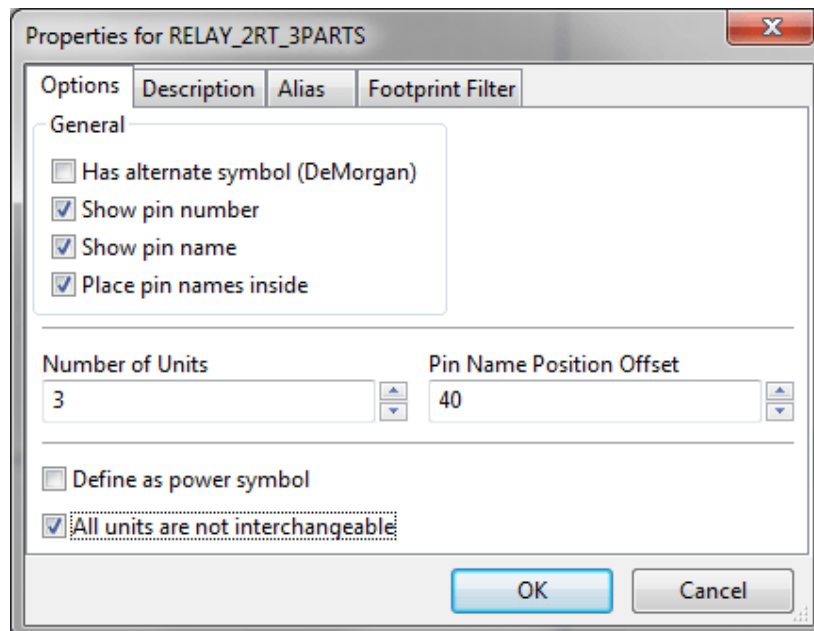 Properties for RELAY_2RT_3PARTS
Options Description Alias Footprint Filter
General
Has alternate symbol (DeMorgan)
Show pin number
Show pin name
Place pin names inside
Number of Units Pin Name Position Offset
3 40
Define as power symbol
All units are not interchangeable
OK Cancel